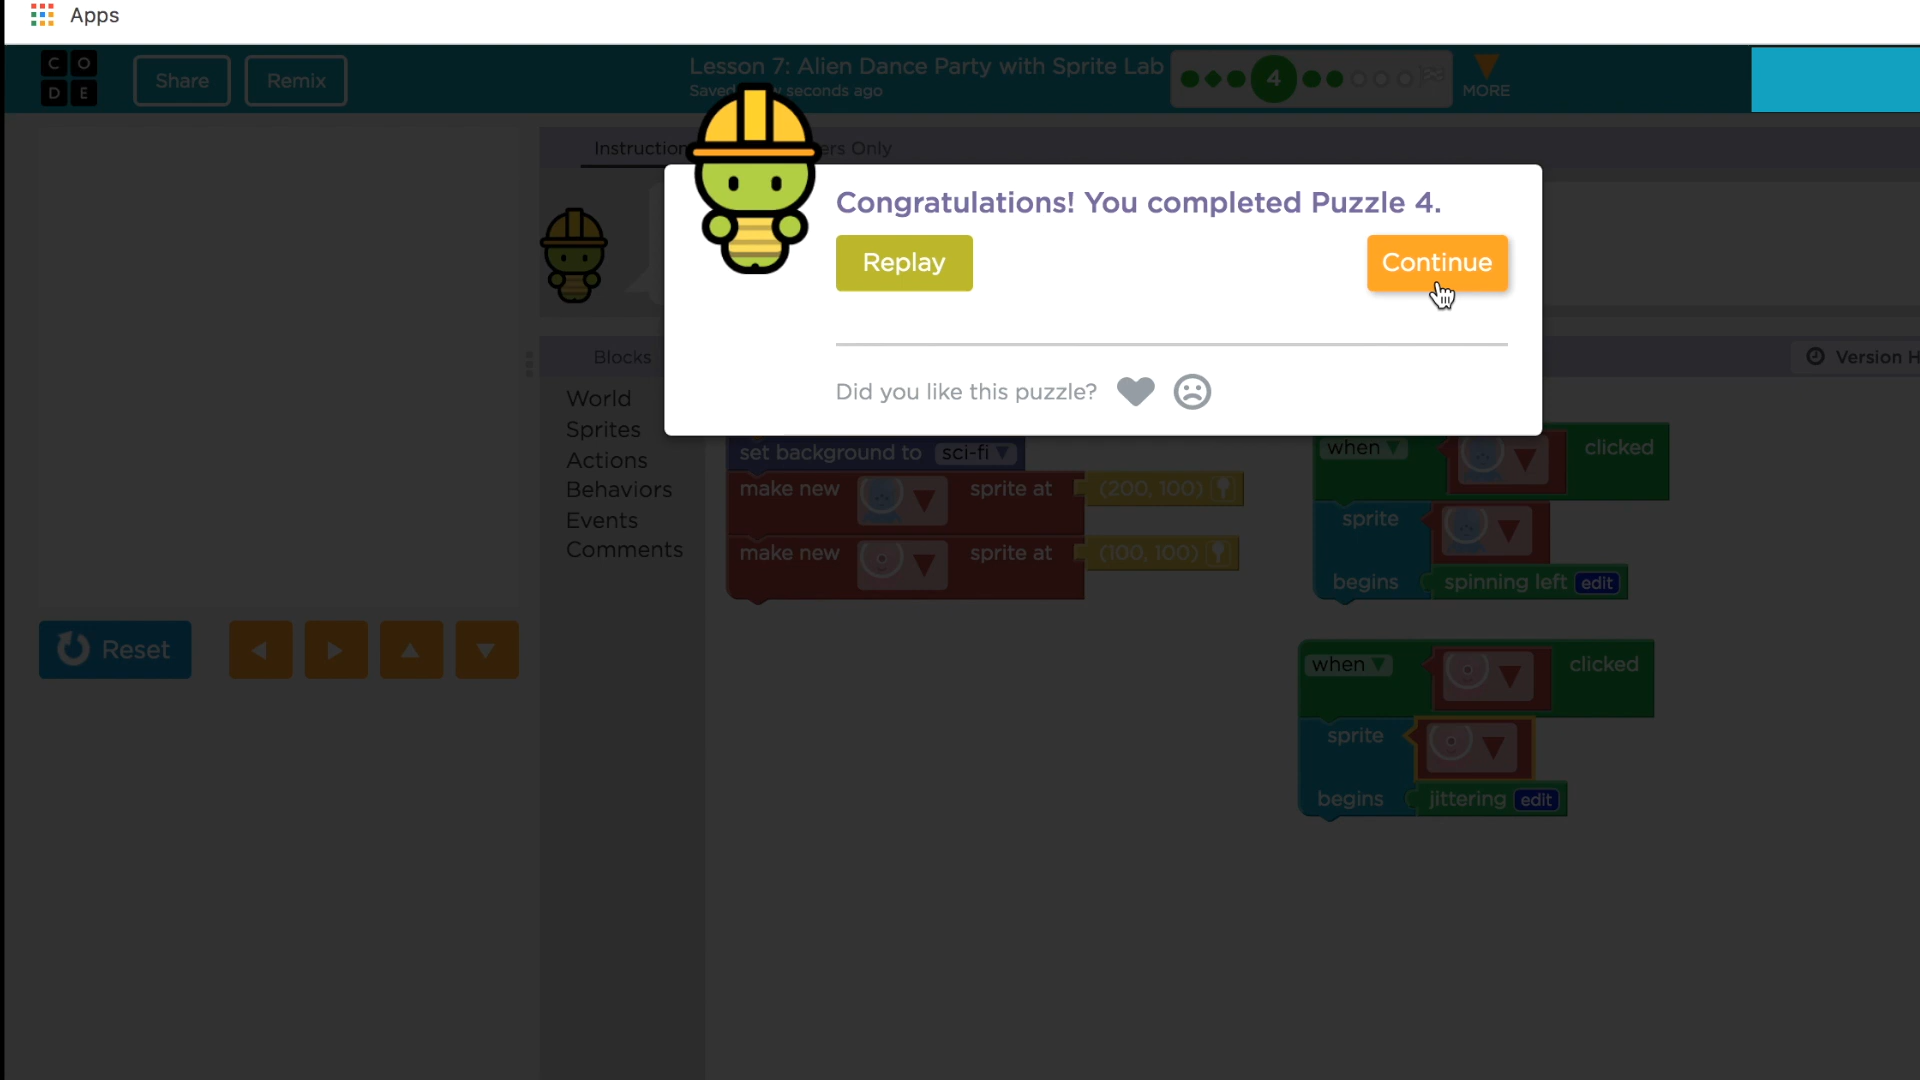 Apps
C O
D E
Share
Remix
Lesson 7: Alien Dance Party with Sprite Lab
Saved seconds ago
4
MORE
Instruction
ers Only
Congratulations! You completed Puzzle 4.
Replay
Continue
Did you like this puzzle?
Blocks
Version H
World
Sprites
Actions
Behaviors
Events
Comments
set background to sci-fi
make new sprite at (200, 100)
make new sprite at (100, 100)
when clicked
sprite
begins spinning left edit
when clicked
sprite
begins jittering edit
Reset